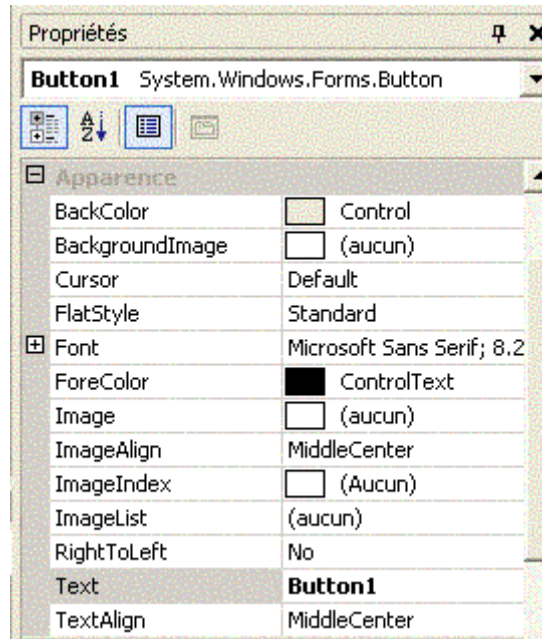 Propriétés
Button1 System.Windows.Forms.Button
Apparence
BackColor Control
BackgroundImage (aucun)
Cursor Default
FlatStyle Standard
Font Microsoft Sans Serif; 8.2
ForeColor ControlText
Image (aucun)
ImageAlign MiddleCenter
ImageIndex (Aucun)
ImageList (aucun)
RightToLeft No
Text Button1
TextAlign MiddleCenter